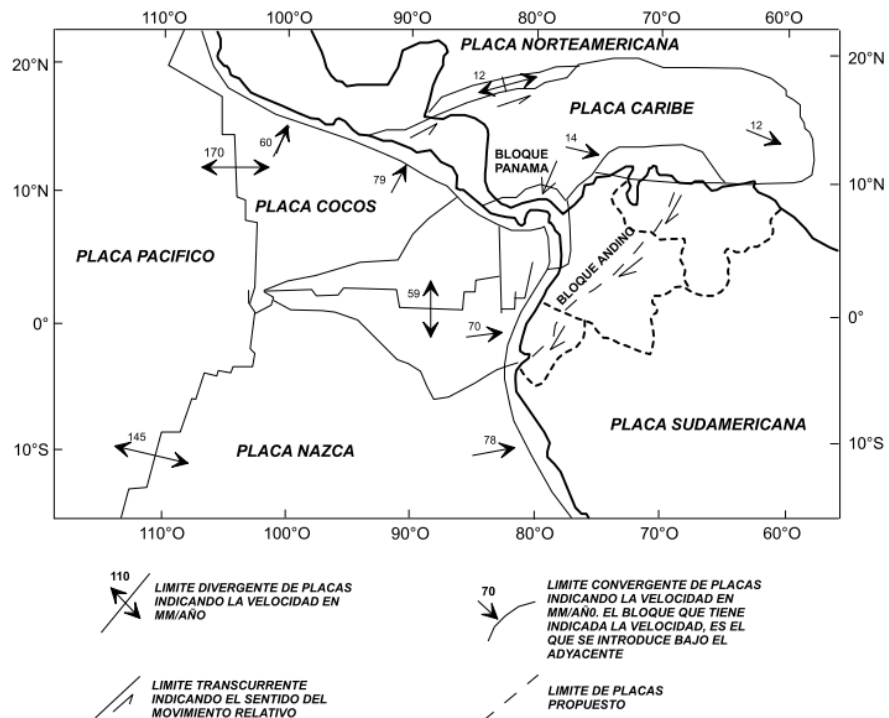 110°O 100°O 90°O 80°O 70°O 60°O
20°N
10°N
0°
10°S
20°N
10°N
0°
10°S
PLACA NORTEAMERICANA
12
PLACA CARIBE
12
14
BLOQUE
PANAMA
60
170
79
PLACA COCOS
PLACA PACIFICO
BLOQUE ANDINO
59
70
PLACA SUDAMERICANA
145
PLACA NAZCA
78
110°O 100°O 90°O 80°O 70°O 60°O
110
LIMITE DIVERGENTE DE PLACAS
INDICANDO LA VELOCIDAD EN
MM/AÑO
70
LIMITE CONVERGENTE DE PLACAS
INDICANDO LA VELOCIDAD EN
MM/AÑ0. EL BLOQUE QUE TIENE
INDICADA LA VELOCIDAD, ES EL
QUE SE INTRODUCE BAJO EL
ADYACENTE
LIMITE TRANSCURRENTE
INDICANDO EL SENTIDO DEL
MOVIMIENTO RELATIVO
LIMITE DE PLACAS
PROPUESTO